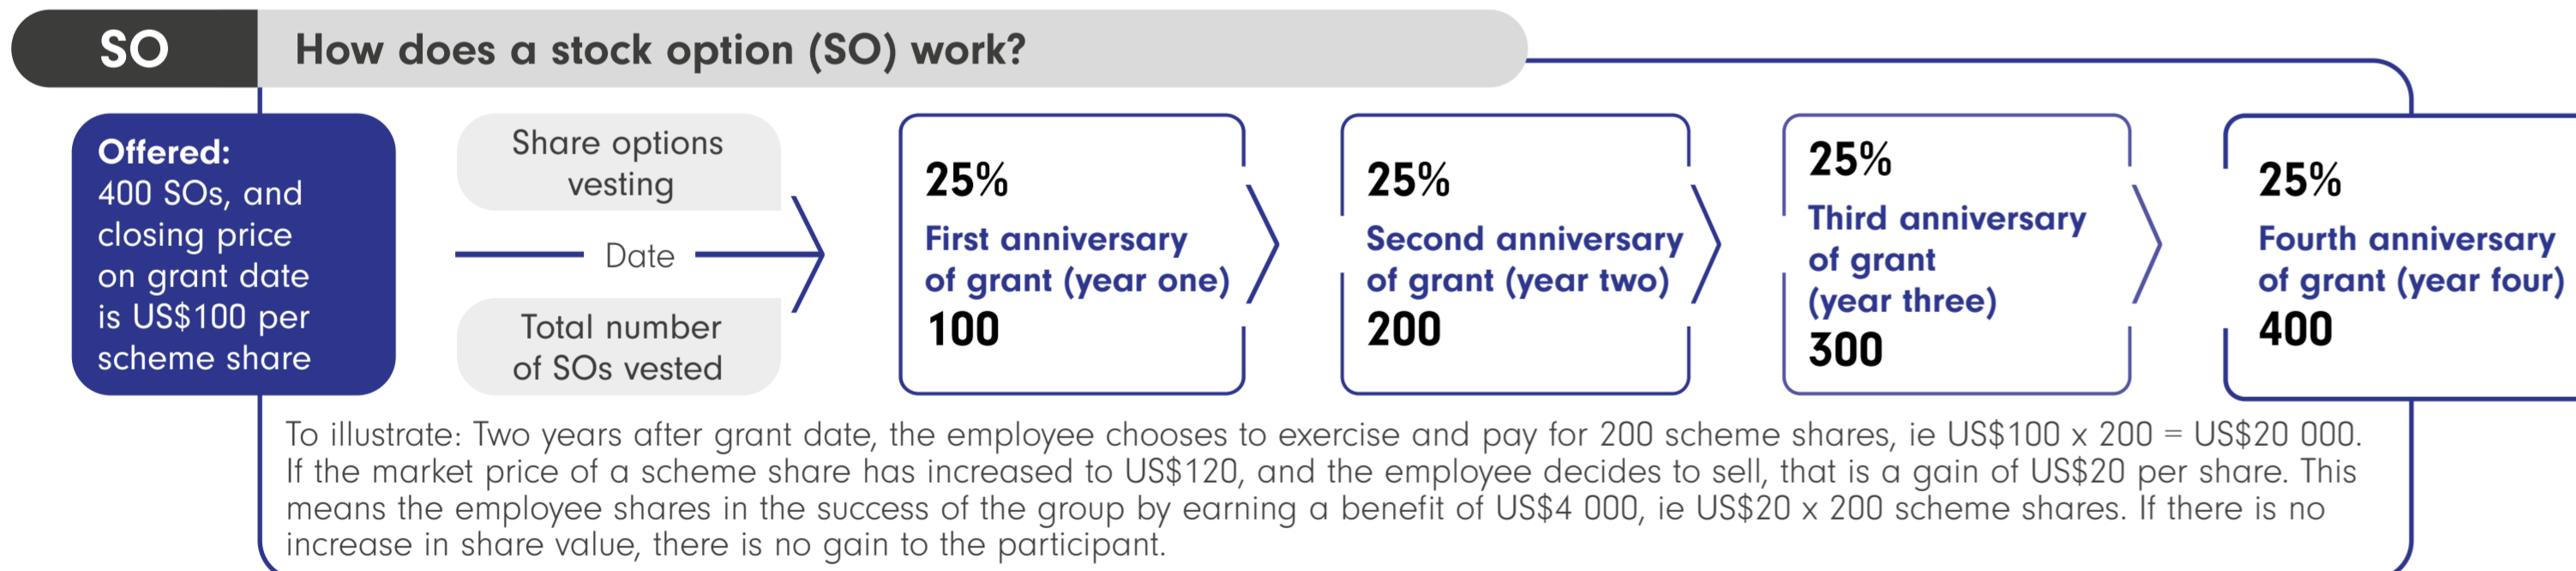 SO
How does a stock option (SO) work?
Offered:
400 SOs, and
closing price
on grant date
is US$100 per
scheme share
Share options
vesting
Date
Total number
of SOs vested
25%
First anniversary
of grant (year one)
100
25%
Second anniversary
of grant (year two)
200
25%
Third anniversary
of grant
(year three)
300
25%
Fourth anniversary
of grant (year four)
400
To illustrate: Two years after grant date, the employee chooses to exercise and pay for 200 scheme shares, ie US$100 x 200 = US$20 000.
If the market price of a scheme share has increased to US$120, and the employee decides to sell, that is a gain of US$20 per share. This
means the employee shares in the success of the group by earning a benefit of US$4 000, ie US$20 x 200 scheme shares. If there is no
increase in share value, there is no gain to the participant.